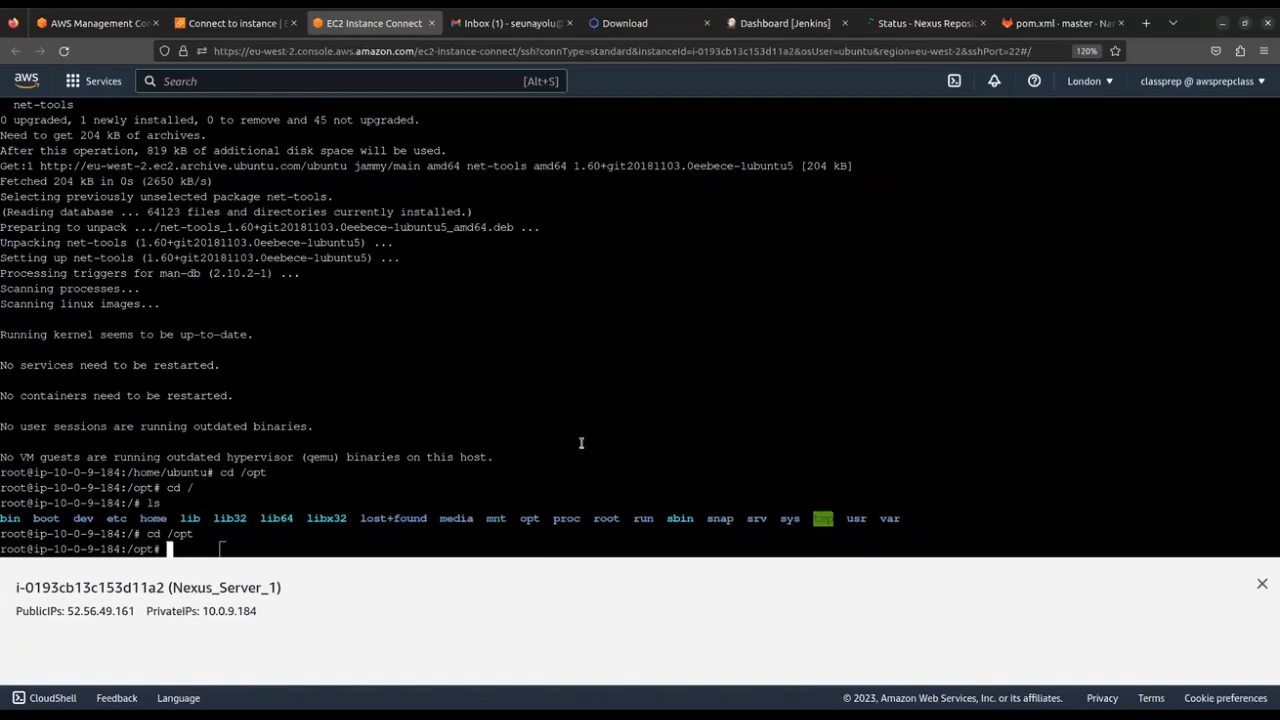 AWS Management Con
Connect to instance | E
EC2 Instance Connect
Inbox (1) - seunayolu@
Download
Dashboard [Jenkins]
Status - Nexus Reposi
pom.xml · master · Na
https://eu-west-2.console.aws.amazon.com/ec2-instance-connect/ssh?connType=standard&instanceId=i-0193cb13c153d11a2&osUser=ubuntu&region=eu-west-2&sshPort=22#/
120%
aws
Services
Search
[Alt+S]
London
classprep @ awsprepclass
net-tools
0 upgraded, 1 newly installed, 0 to remove and 45 not upgraded.
Need to get 204 kB of archives.
After this operation, 819 kB of additional disk space will be used.
Get:1 http://eu-west-2.ec2.archive.ubuntu.com/ubuntu jammy/main amd64 net-tools amd64 1.60+git20181103.0eebece-1ubuntu5 [204 kB]
Fetched 204 kB in 0s (2650 kB/s)
Selecting previously unselected package net-tools.
(Reading database ... 64123 files and directories currently installed.)
Preparing to unpack .../net-tools_1.60+git20181103.0eebece-1ubuntu5_amd64.deb ...
Unpacking net-tools (1.60+git20181103.0eebece-1ubuntu5) ...
Setting up net-tools (1.60+git20181103.0eebece-1ubuntu5) ...
Processing triggers for man-db (2.10.2-1) ...
Scanning processes...
Scanning linux images...
Running kernel seems to be up-to-date.
No services need to be restarted.
No containers need to be restarted.
No user sessions are running outdated binaries.
No VM guests are running outdated hypervisor (qemu) binaries on this host.
root@ip-10-0-9-184:/home/ubuntu# cd /opt
root@ip-10-0-9-184:/opt# cd /
root@ip-10-0-9-184:/# ls
bin boot dev etc home lib lib32 lib64 libx32 lost+found media mnt opt proc root run sbin snap srv sys tmp usr var
root@ip-10-0-9-184:/# cd /opt
root@ip-10-0-9-184:/opt#
i-0193cb13c153d11a2 (Nexus_Server_1)
PublicIPs: 52.56.49.161 PrivateIPs: 10.0.9.184
CloudShell
Feedback
Language
© 2023, Amazon Web Services, Inc. or its affiliates.
Privacy
Terms
Cookie preferences